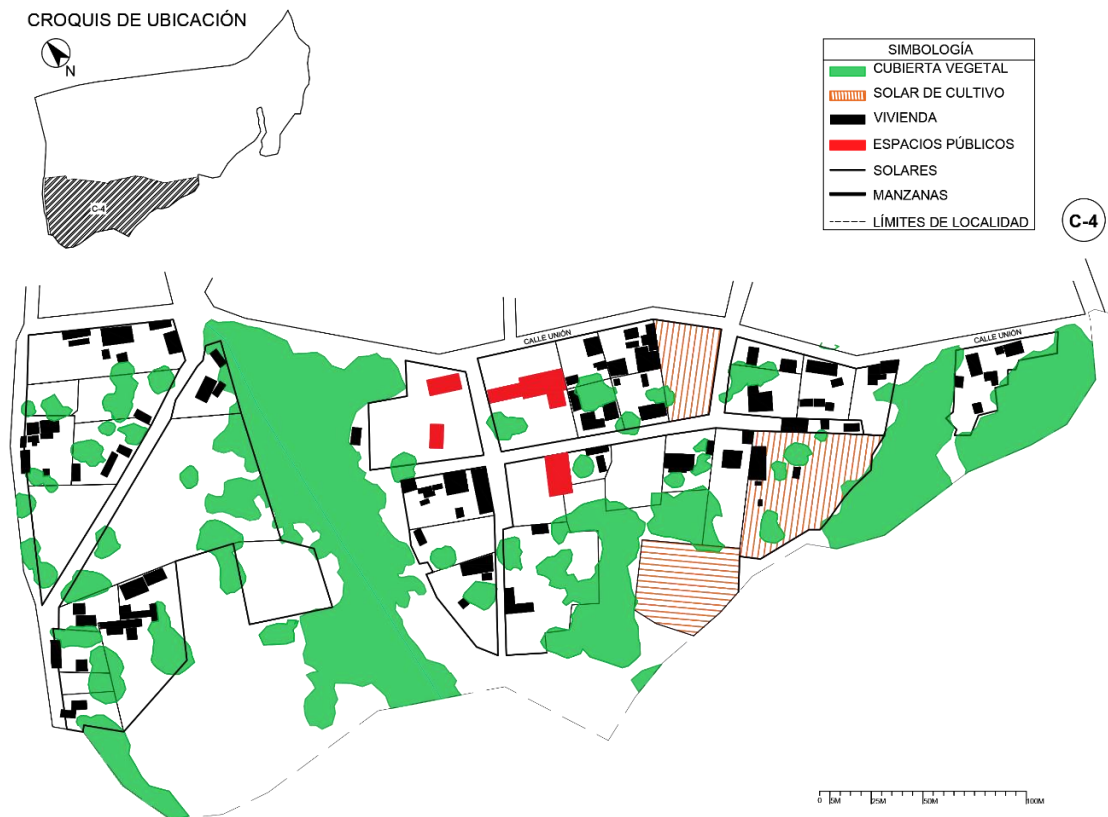 CROQUIS DE UBICACIÓN
N
C-4
SIMBOLOGÍA
CUBIERTA VEGETAL
SOLAR DE CULTIVO
VIVIENDA
ESPACIOS PÚBLICOS
SOLARES
MANZANAS
LÍMITES DE LOCALIDAD
C-4
CALLE UNIÓN
CALLE UNIÓN
0 5M 25M 50M 100M